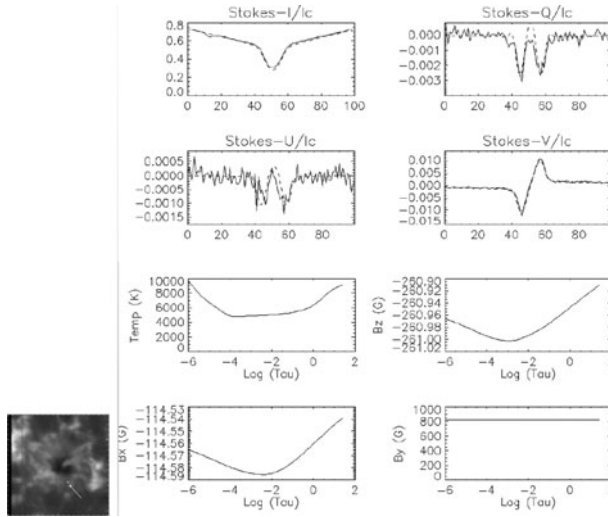 Stokes-I/Ic
Stokes-Q/Ic
0.8
0.6
0.4
0.2
0.0
0.000
-0.001
-0.003
0 20 40 60 80 100
0 20 40 60 80
Stokes-U/Ic
Stokes-V/Ic
0.0005
0.0000
-0.0005
-0.0010
-0.0015
0.010
0.005
0.000
-0.005
-0.010
-0.015
0 20 40 60 80
0 20 40 60 80
Temp (K)
10000
8000
6000
4000
2000
0
Bz (G)
-260.90
-260.94
-260.96
-260.98
-261.00
-261.02
-6 -4 -2 0 2
-6 -4 -2 0 2
Log (Tau)
Log (Tau)
Bx (G)
-114.53
-114.54
-114.55
-114.56
-114.57
-114.58
-114.59
By (G)
1000
800
600
400
200
0
-6 -4 -2 0 2
-6 -4 -2 0 2
Log (Tau)
Log (Tau)